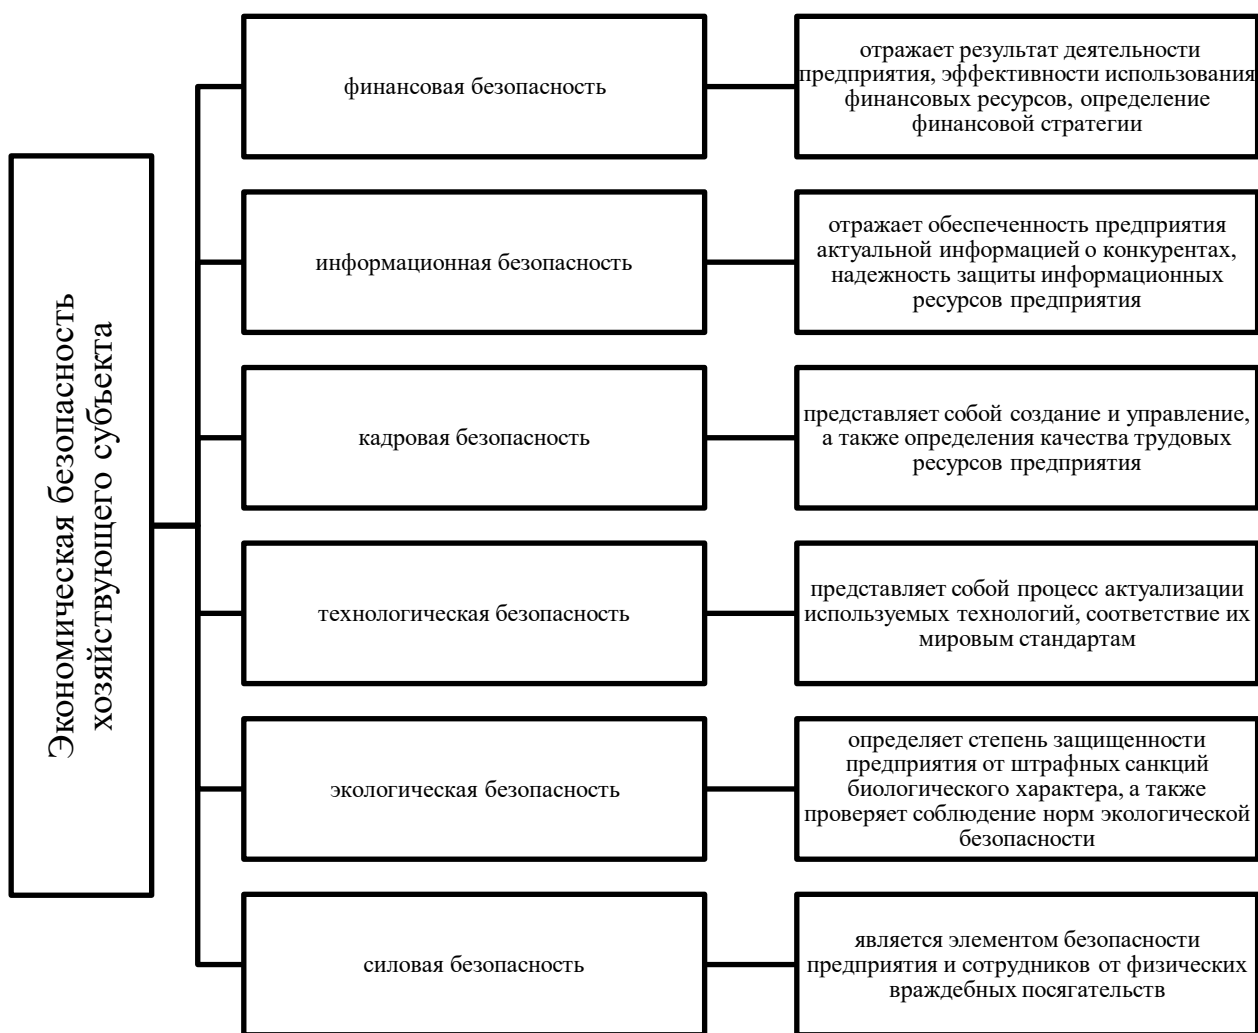 Экономическая безопасность
хозяйствующего субъекта
финансовая безопасность
отражает результат деятельности
предприятия, эффективности использования
финансовых ресурсов, определение
финансовой стратегии
информационная безопасность
отражает обеспеченность предприятия
актуальной информацией о конкурентах,
надежность защиты информационных
ресурсов предприятия
кадровая безопасность
представляет собой создание и управление,
а также определения качества трудовых
ресурсов предприятия
технологическая безопасность
представляет собой процесс актуализации
используемых технологий, соответствие их
мировым стандартам
экологическая безопасность
определяет степень защищенности
предприятия от штрафных санкций
биологического характера, а также
проверяет соблюдение норм экологической
безопасности
силовая безопасность
является элементом безопасности
предприятия и сотрудников от физических
враждебных посягательств